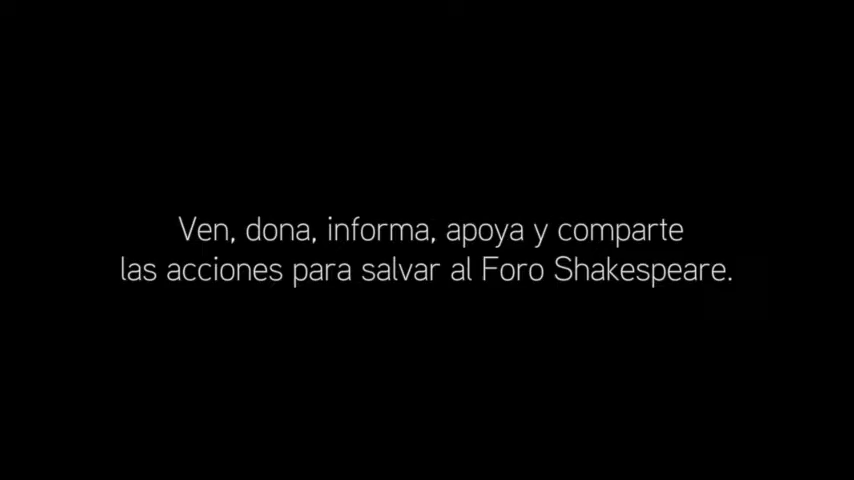 Ven, dona, informa, apoya y comparte
las acciones para salvar al Foro Shakespeare.